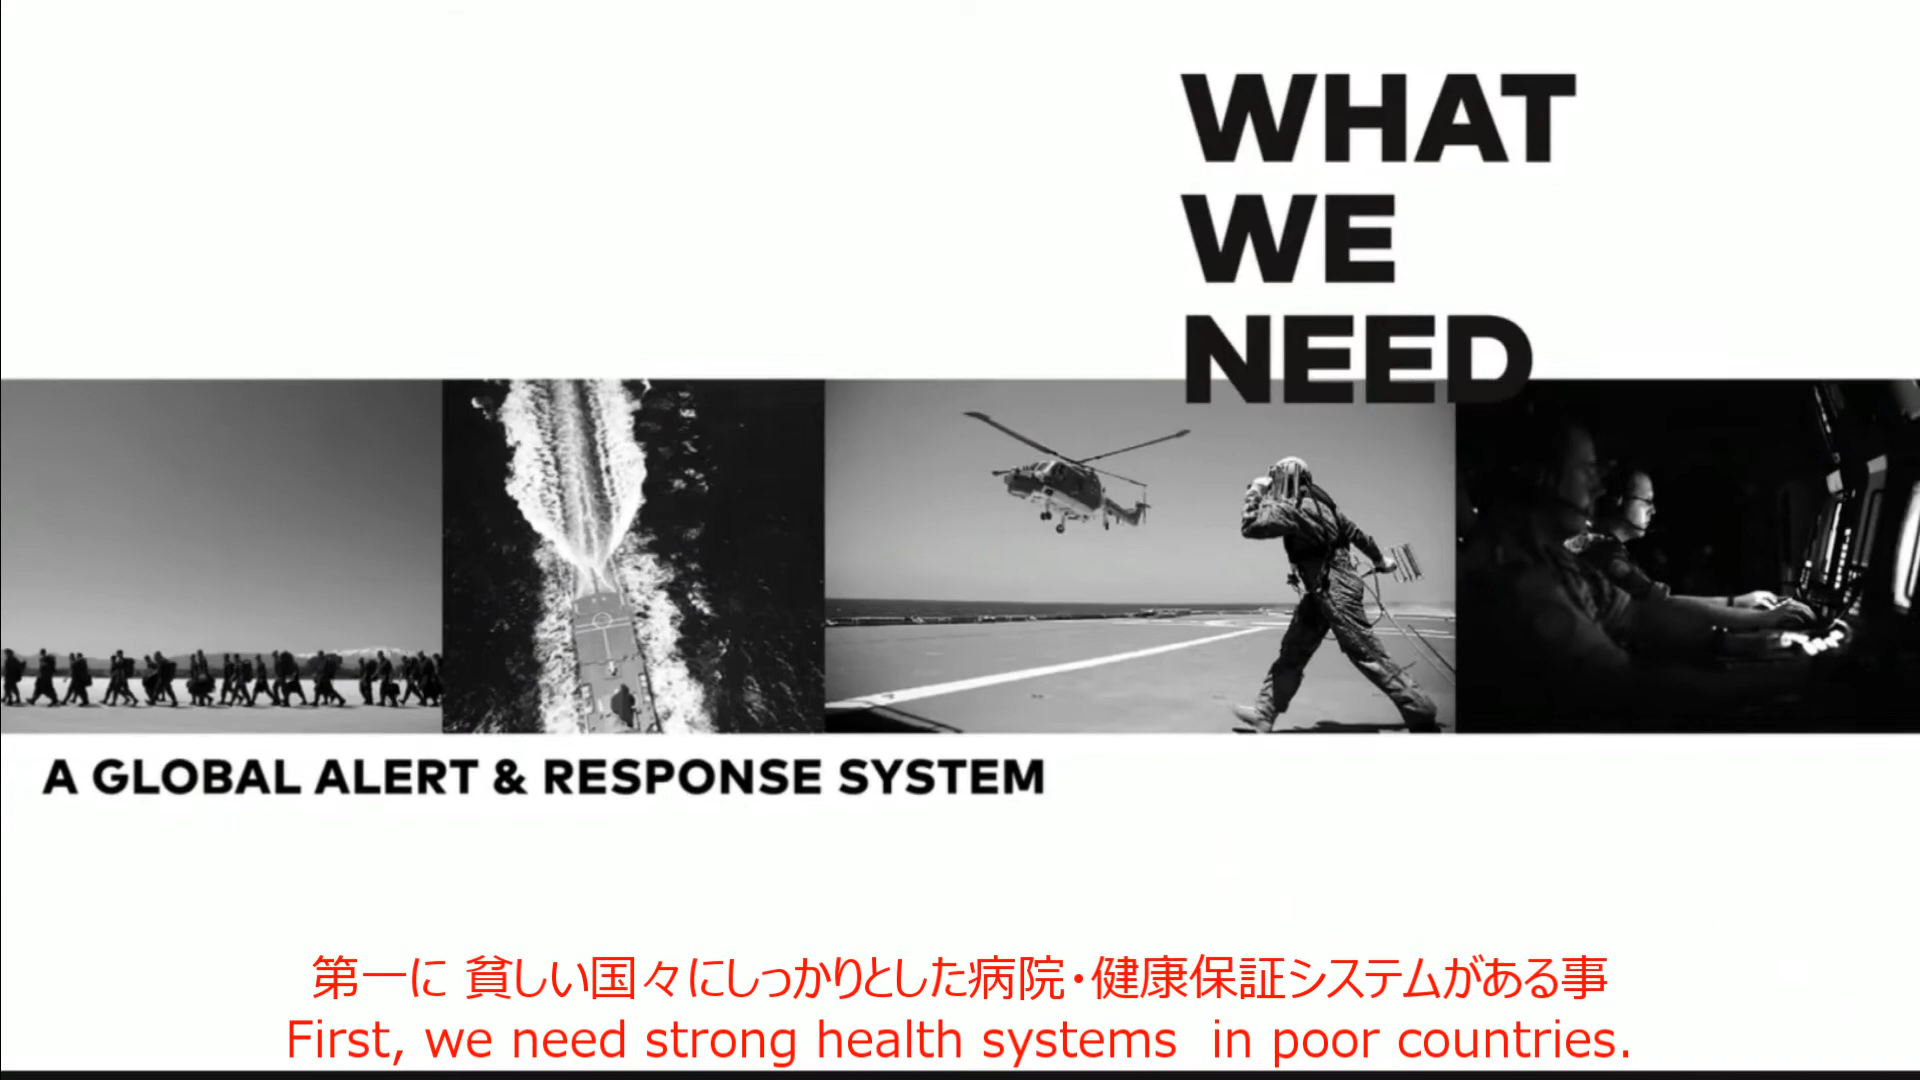 WHAT
WE
NEED
A GLOBAL ALERT & RESPONSE SYSTEM
第一に 貧しい国々にしっかりとした病院・健康保証システムがある事
First, we need strong health systems in poor countries.